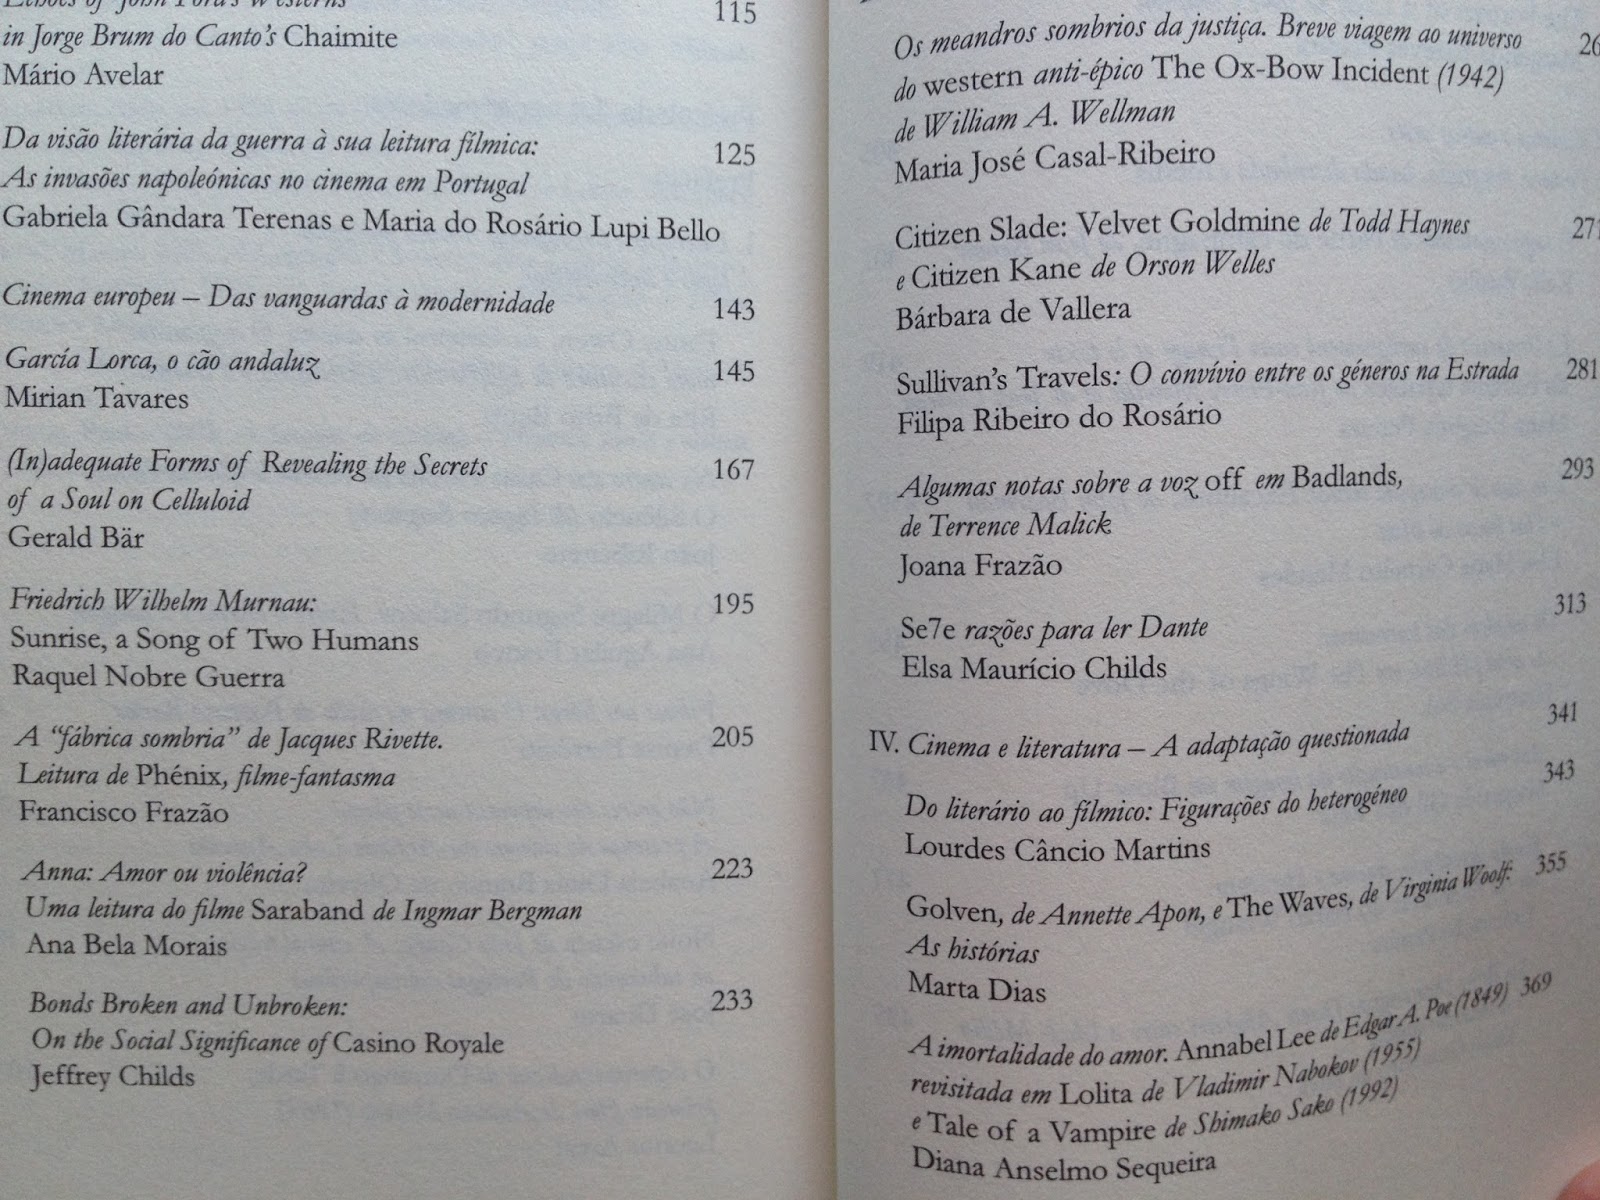 Echoes of John Ford's Westerns
in Jorge Brum do Canto's Chaimite 115
Mário Avelar
Da visão literária da guerra à sua leitura fílmica: 125
As invasões napoleónicas no cinema em Portugal
Gabriela Gândara Terenas e Maria do Rosário Lupi Bello
Cinema europeu – Das vanguardas à modernidade 143
García Lorca, o cão andaluz 145
Mirian Tavares
(In)adequate Forms of Revealing the Secrets 167
of a Soul on Celluloid
Gerald Bär
Friedrich Wilhelm Murnau: 195
Sunrise, a Song of Two Humans
Raquel Nobre Guerra
A “fábrica sombria” de Jacques Rivette. 205
Leitura de Phénix, filme-fantasma
Francisco Frazão
Anna: Amor ou violência? 223
Uma leitura do filme Saraband de Ingmar Bergman
Ana Bela Morais
Bonds Broken and Unbroken: 233
On the Social Significance of Casino Royale
Jeffrey Childs
Os meandros sombrios da justiça. Breve viagem ao universo
do western anti-épico The Ox-Bow Incident (1942)
de William A. Wellman
Maria José Casal-Ribeiro
Citizen Slade: Velvet Goldmine de Todd Haynes 271
e Citizen Kane de Orson Welles
Bárbara de Vallera
Sullivan's Travels: O convívio entre os géneros na Estrada 281
Filipa Ribeiro do Rosário
Algumas notas sobre a voz off em Badlands, 293
de Terrence Malick
Joana Frazão
Se7e razões para ler Dante 313
Elsa Maurício Childs
IV. Cinema e literatura – A adaptação questionada 341
Do literário ao fílmico: Figurações do heterogéneo 343
Lourdes Câncio Martins
Golven, de Annette Apon, e The Waves, de Virginia Woolf: 355
As histórias
Marta Dias
A imortalidade do amor. Annabel Lee de Edgar A. Poe (1849) 369
revisitada em Lolita de Vladimir Nabokov (1955)
e Tale of a Vampire de Shimako Sako (1992)
Diana Anselmo Sequeira